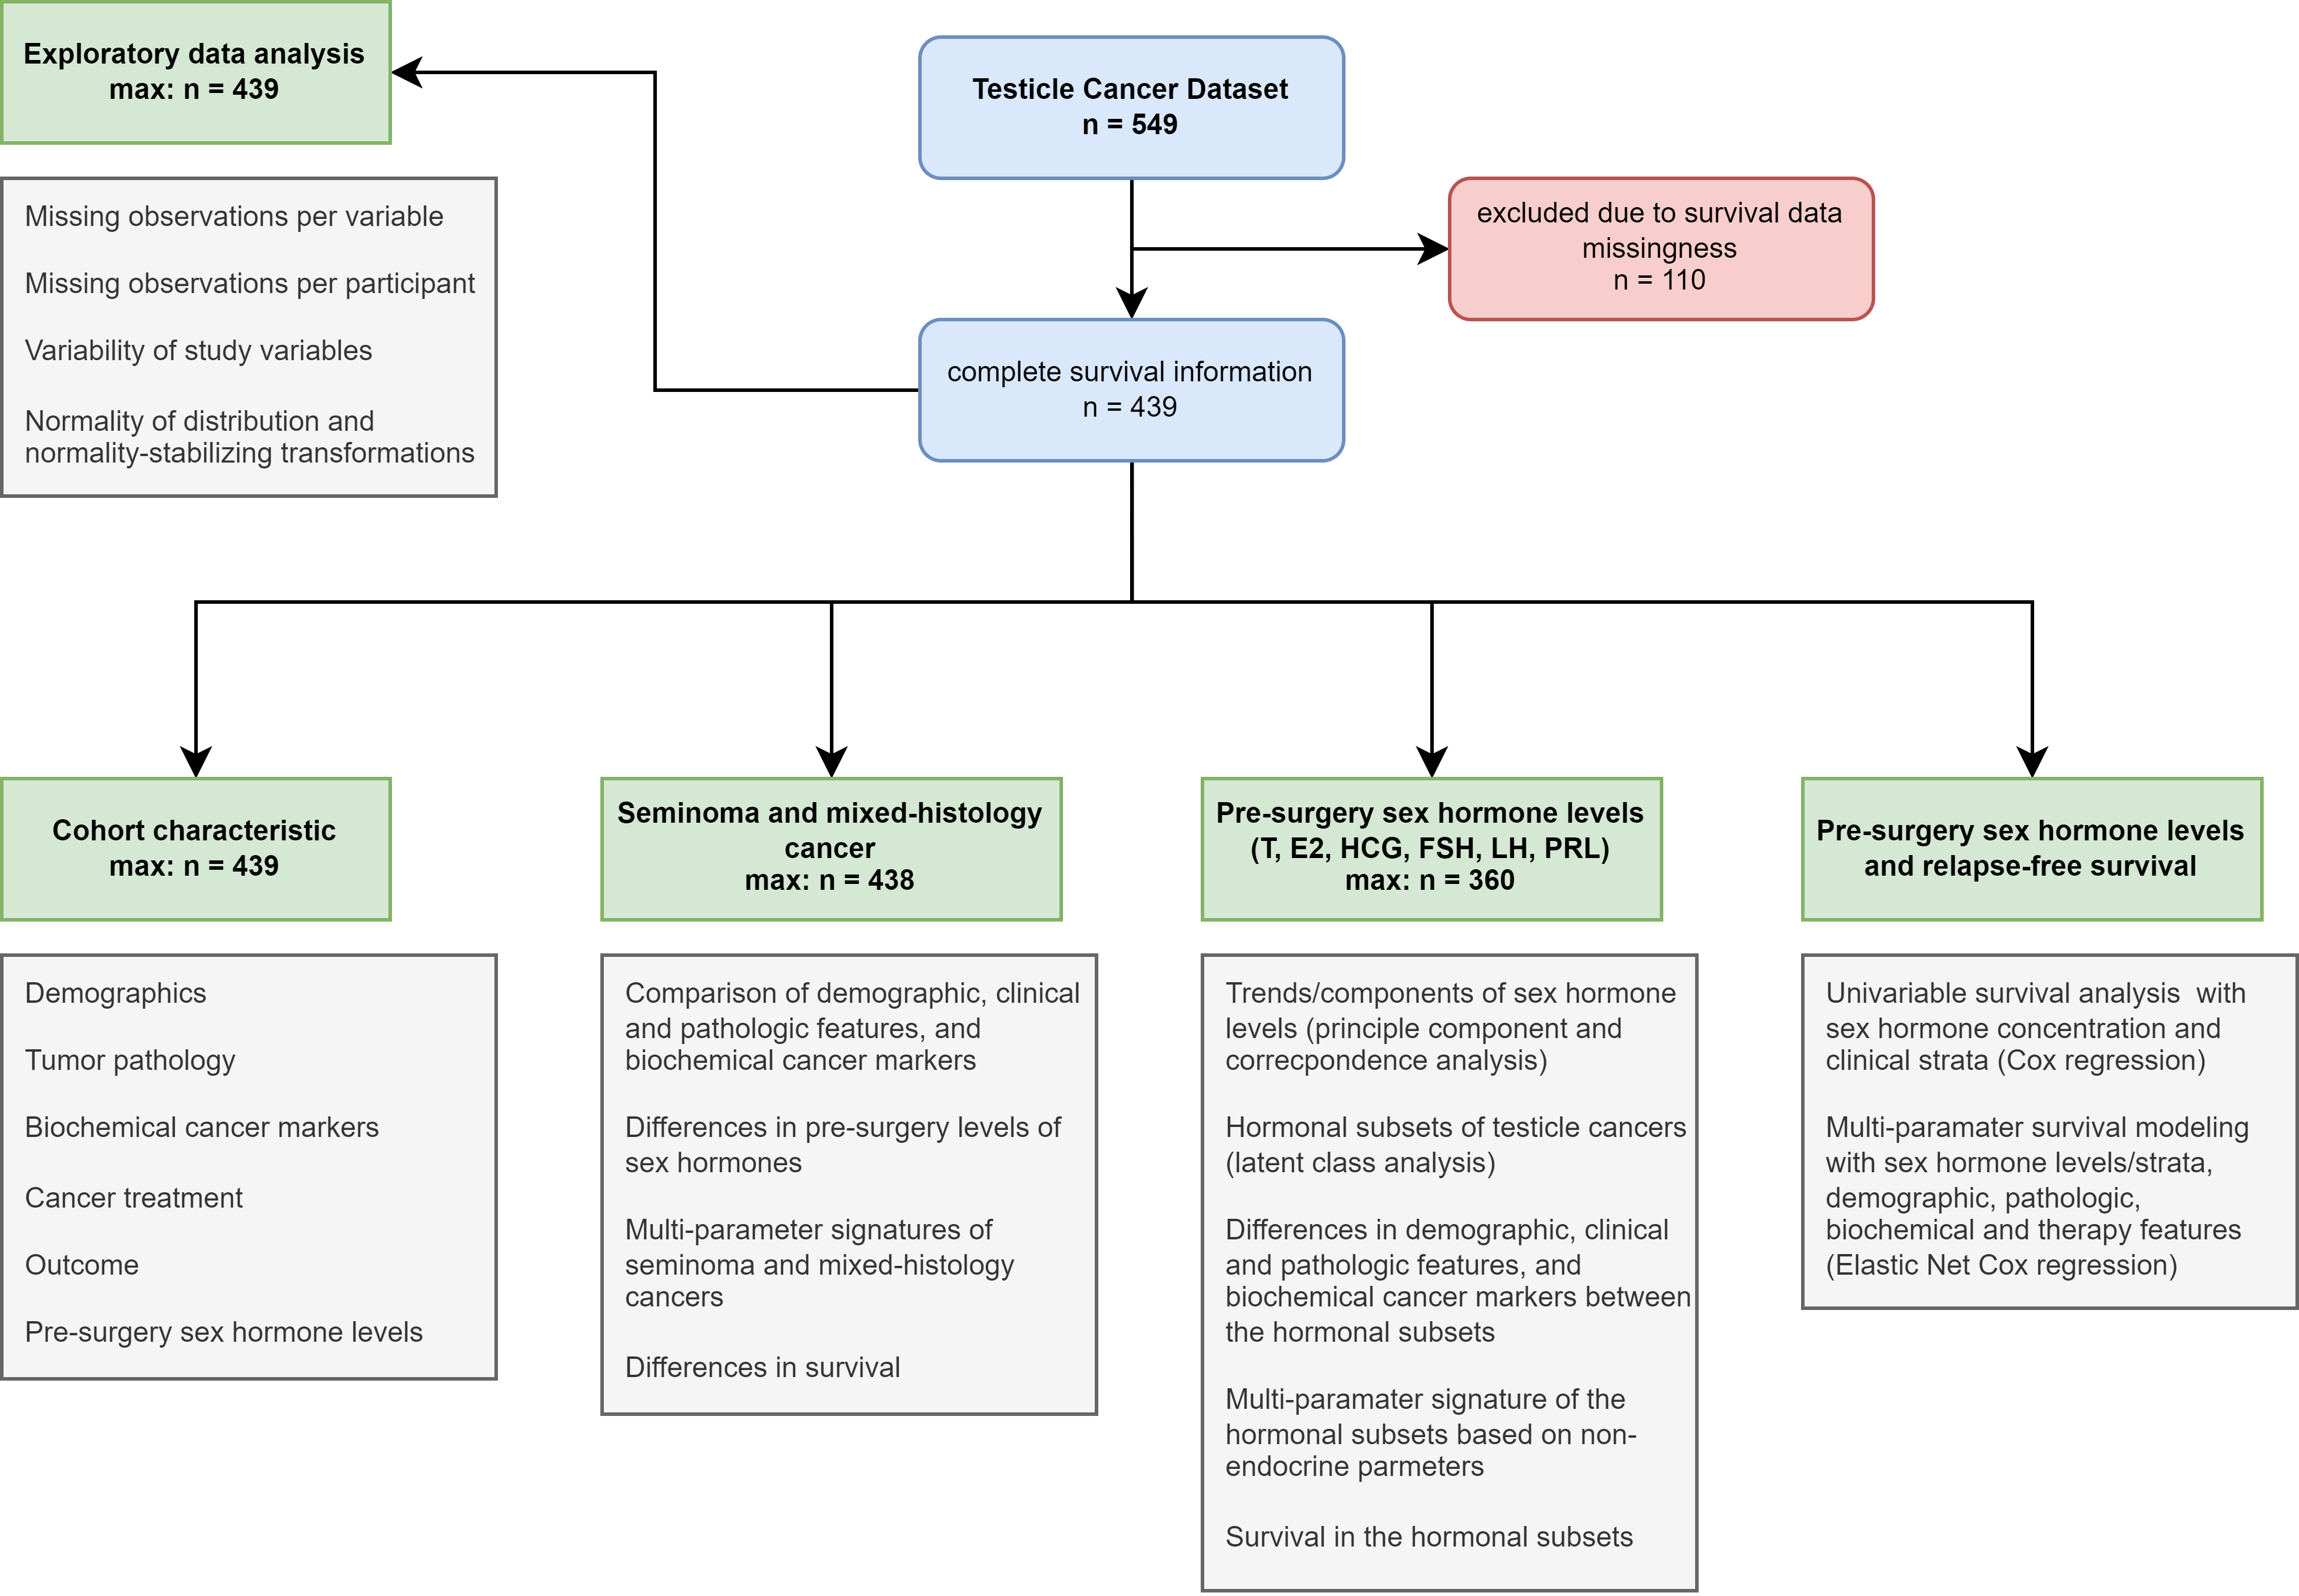 Exploratory data analysis
max: n = 439
Testicle Cancer Dataset
n = 549
Missing observations per variable
Missing observations per participant
Variability of study variables
Normality of distribution and
normality-stabilizing transformations
excluded due to survival data
missingness
n = 110
complete survival information
n = 439
Cohort characteristic
max: n = 439
Demographics
Tumor pathology
Biochemical cancer markers
Cancer treatment
Outcome
Pre-surgery sex hormone levels
Seminoma and mixed-histology
cancer
max: n = 438
Comparison of demographic, clinical
and pathologic features, and
biochemical cancer markers
Differences in pre-surgery levels of
sex hormones
Multi-parameter signatures of
seminoma and mixed-histology
cancers
Differences in survival
Pre-surgery sex hormone levels
(T, E2, HCG, FSH, LH, PRL)
max: n = 360
Trends/components of sex hormone
levels (principle component and
correcpondence analysis)
Hormonal subsets of testicle cancers
(latent class analysis)
Differences in demographic, clinical
and pathologic features, and
biochemical cancer markers between
the hormonal subsets
Multi-paramater signature of the
hormonal subsets based on non-
endocrine parmeters
Survival in the hormonal subsets
Pre-surgery sex hormone levels
and relapse-free survival
Univariable survival analysis  with
sex hormone concentration and
clinical strata (Cox regression)
Multi-paramater survival modeling
with sex hormone levels/strata,
demographic, pathologic,
biochemical and therapy features
(Elastic Net Cox regression)